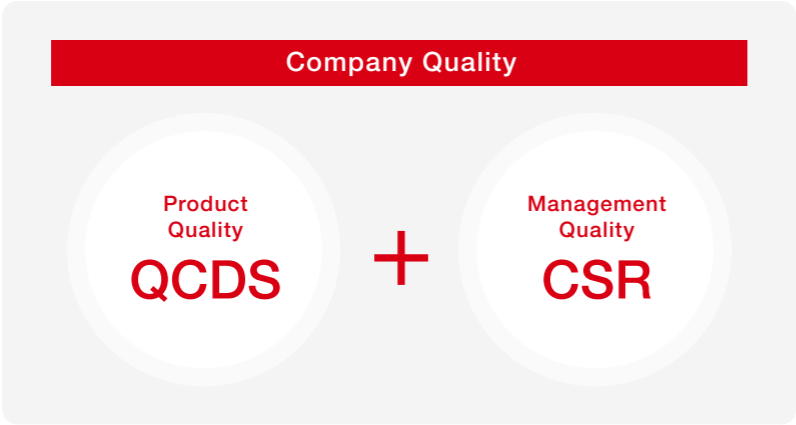 Company Quality
Product
Quality
QCDS
+
Management
Quality
CSR